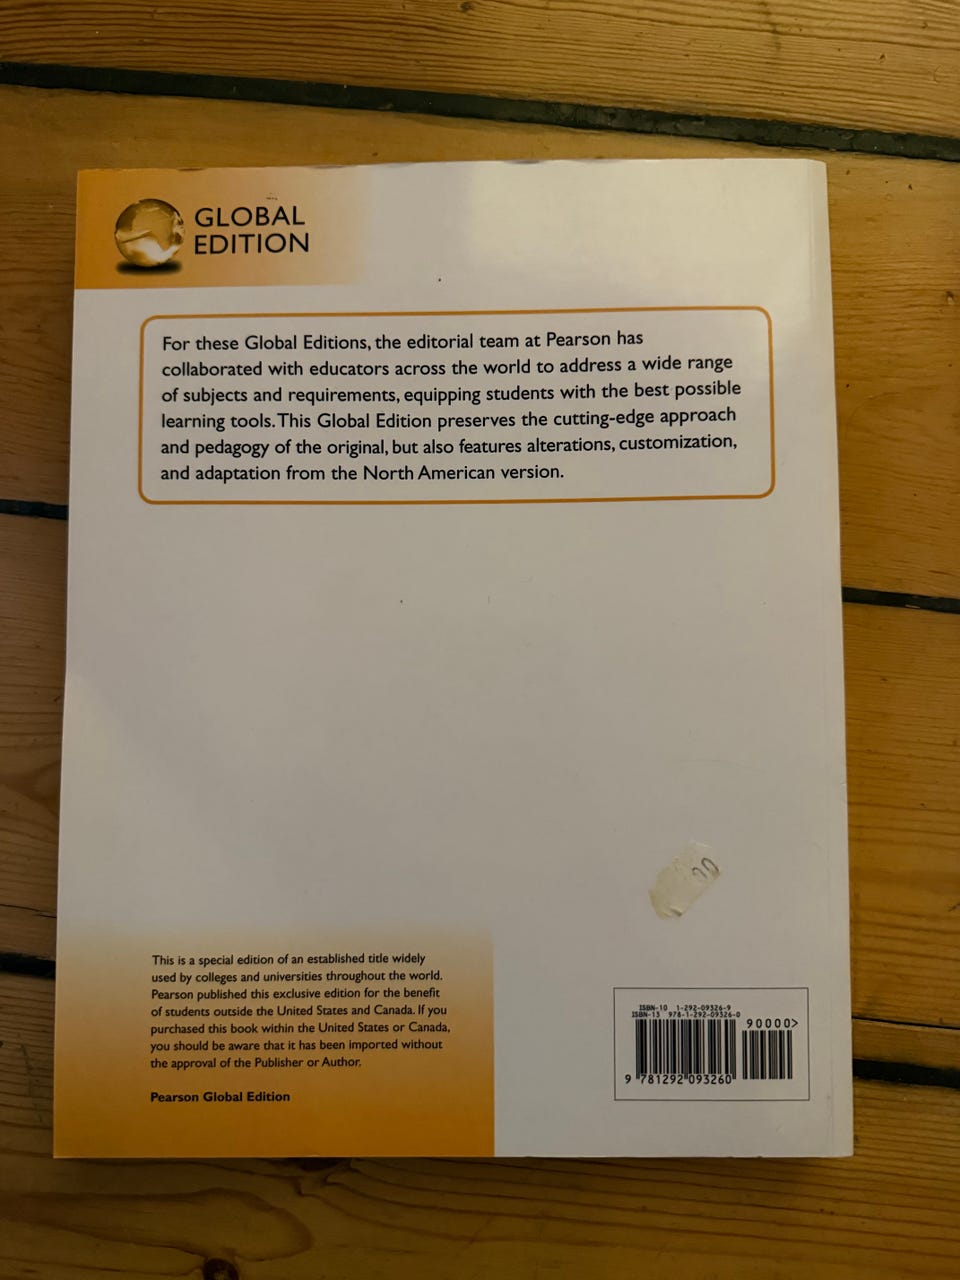 GLOBAL
EDITION
For these Global Editions, the editorial team at Pearson has
collaborated with educators across the world to address a wide range
of subjects and requirements, equipping students with the best possible
learning tools. This Global Edition preserves the cutting-edge approach
and pedagogy of the original, but also features alterations, customization,
and adaptation from the North American version.
This is a special edition of an established title widely
used by colleges and universities throughout the world.
Pearson published this exclusive edition for the benefit
of students outside the United States and Canada. If you
purchased this book within the United States or Canada,
you should be aware that it has been imported without
the approval of the Publisher or Author.
Pearson Global Edition
ISBN-10 1-292-09326-9
ISBN-13 978-1-292-09326-0
90000>
9 781292 093260